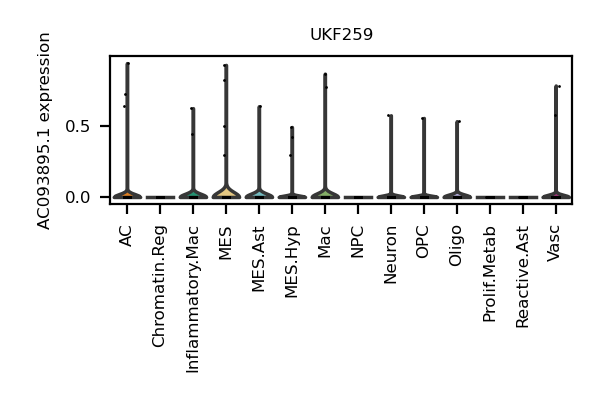 UKF259
AC093895.1 expression
0.5
0.0
AC
Chromatin.Reg
Inflammatory.Mac
MES
MES.Ast
MES.Hyp
Mac
NPC
Neuron
OPC
Oligo
Prolif.Metab
Reactive.Ast
Vasc